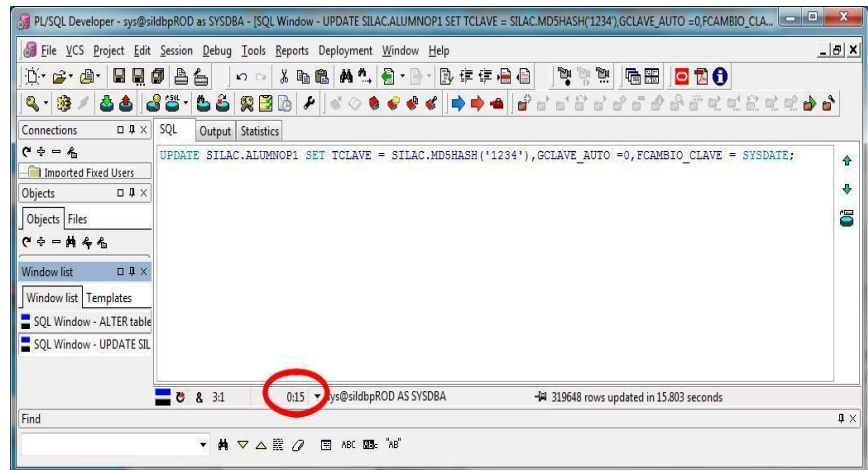 PL/SQL Developer - sys@sildbpROD as SYSDBA - [SQL Window - UPDATE SILAC.ALUMNOP1 SET TCLAVE = SILAC.MD5HASH('1234'),GCLAVE_AUTO =0,FCAMBIO_CLA...
File VCS Project Edit Session Debug Tools Reports Deployment Window Help
Connections
SQL Output Statistics
UPDATE SILAC.ALUMNOP1 SET TCLAVE = SILAC.MD5HASH('1234'),GCLAVE_AUTO =0,FCAMBIO_CLAVE = SYSDATE;
Imported Fixed Users
Objects
Objects Files
Window list
Window list Templates
SQL Window - ALTER table
SQL Window - UPDATE SIL
& 3:1 0:15 sys@sildbpROD AS SYSDBA 319648 rows updated in 15.803 seconds
Find
ABC "AB"